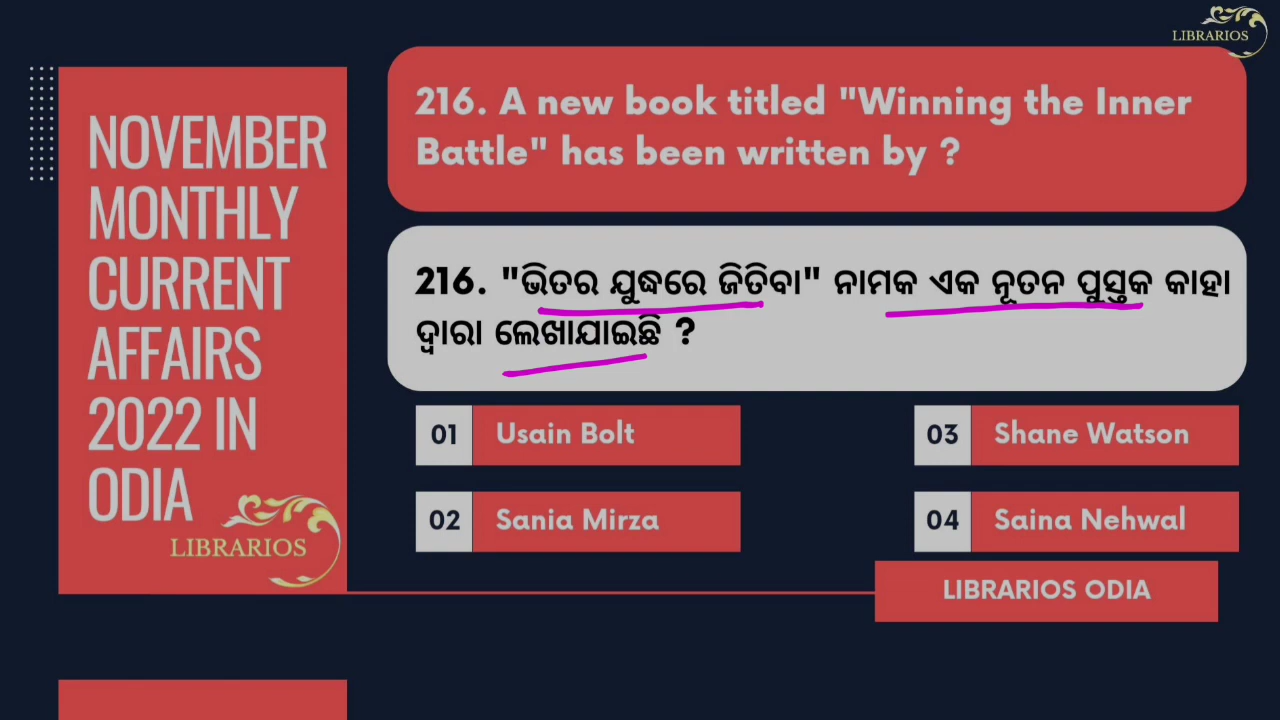 LIBRARIOS
NOVEMBER
MONTHLY
CURRENT
AFFAIRS
2022 IN
ODIA
LIBRARIOS
216. A new book titled "Winning the Inner
Battle" has been written by ?
216. "ଭିତର ଯୁଦ୍ଧରେ ଜିତିବା" ନାମକ ଏକ ନୂତନ ପୁସ୍ତକ କାହା
ଦ୍ୱାରା ଲେଖାଯାଇଛି ?
01 Usain Bolt
02 Sania Mirza
03 Shane Watson
04 Saina Nehwal
LIBRARIOS ODIA